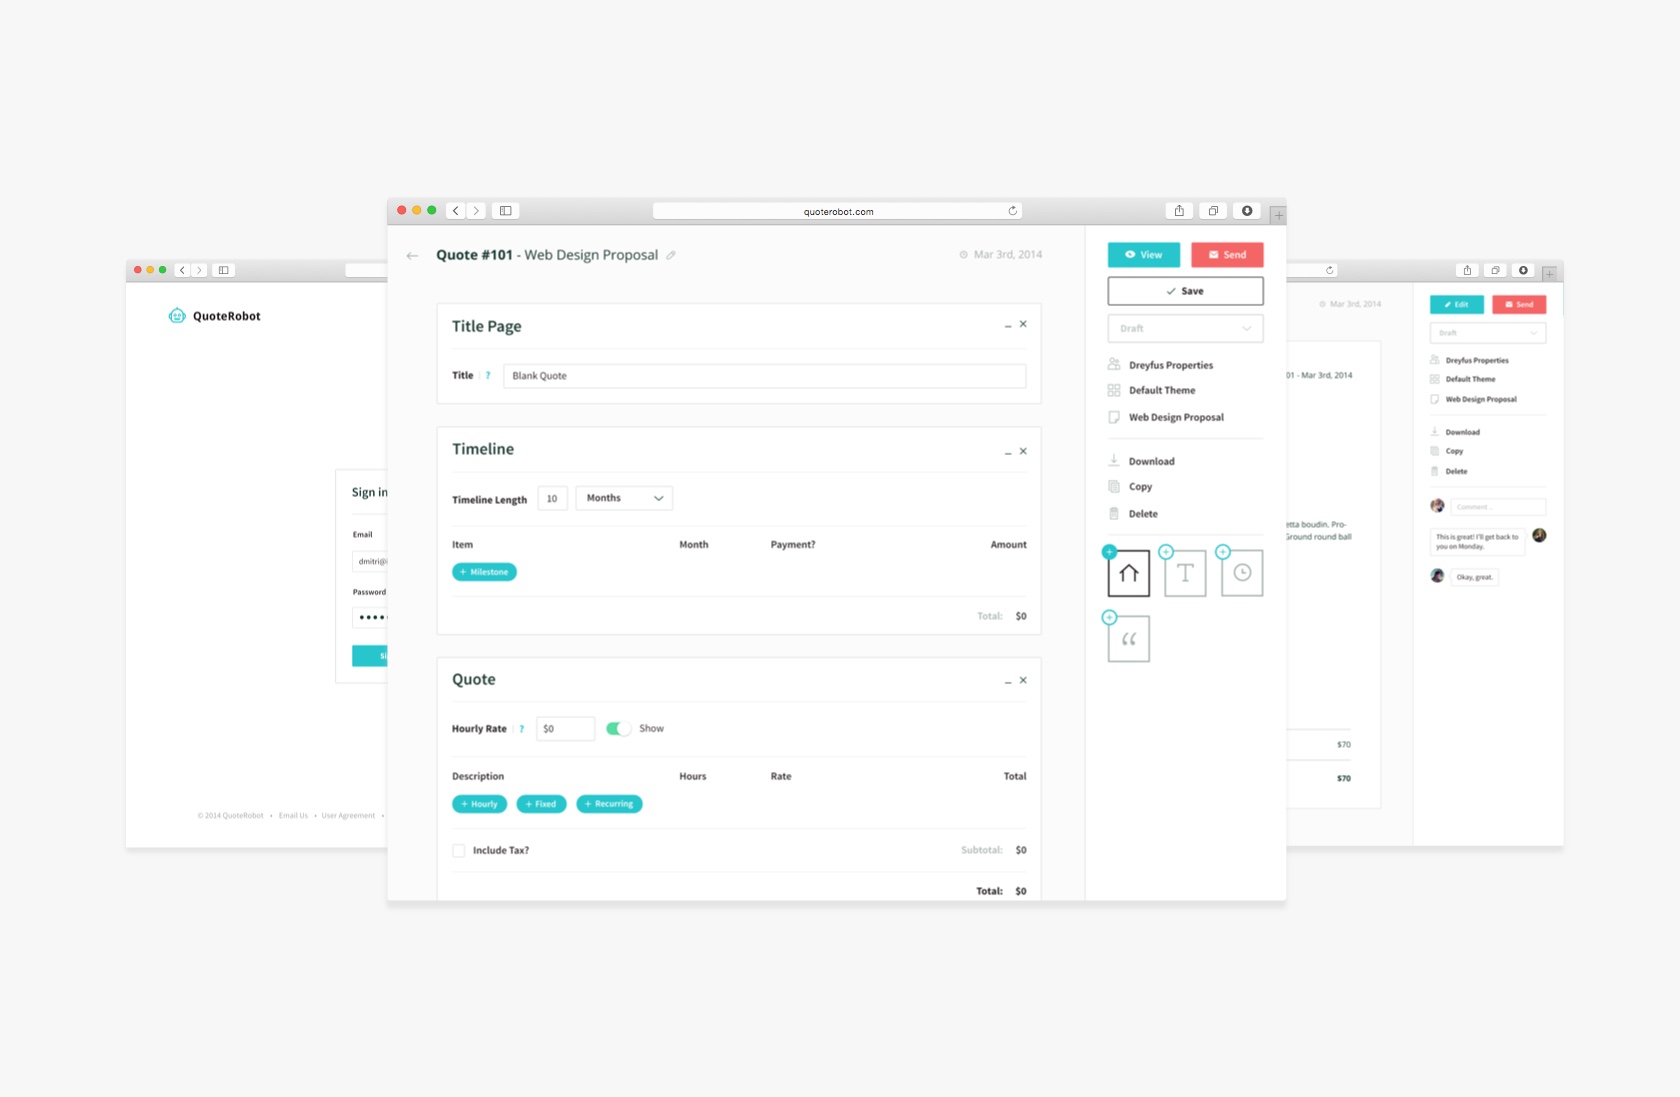 quoterobot.com
Quote #101 - Web Design Proposal
Mar 3rd, 2014
Title Page
Title ? Blank Quote
Timeline
Timeline Length 10 Months
Item Month Payment? Amount
+ Milestone
Total: $0
Quote
Hourly Rate ? $0 Show
Description Hours Rate Total
+ Hourly + Fixed + Recurring
Include Tax? Subtotal: $0
Total: $0
View Send
Save
Draft
Dreyfus Properties
Default Theme
Web Design Proposal
Download
Copy
Delete
T
“
QuoteRobot
Sign in
Email
dmitri@
Password
Si
© 2014 QuoteRobot • Email Us • User Agreement •
Mar 3rd, 2014
01 - Mar 3rd, 2014
etta boudin. Pro-
Ground round ball
$70
$70
Edit Send
Draft
Dreyfus Properties
Default Theme
Web Design Proposal
Download
Copy
Delete
Comment...
This is great! I'll get back to
you on Monday.
Okay, great.